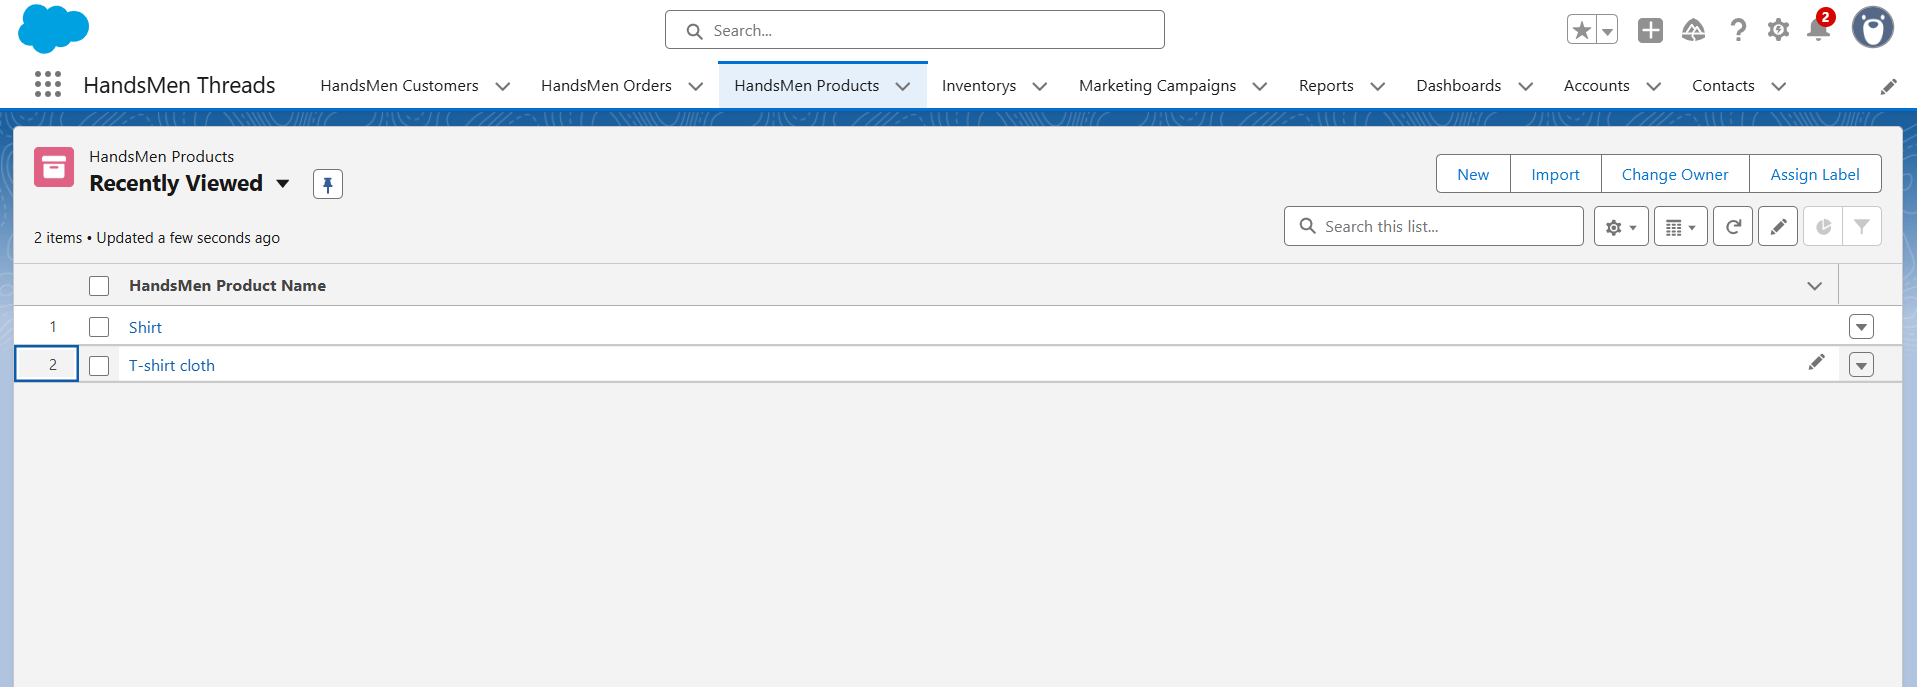 Search...
2
HandsMen Threads
HandsMen Customers
HandsMen Orders
HandsMen Products
Inventorys
Marketing Campaigns
Reports
Dashboards
Accounts
Contacts
HandsMen Products
Recently Viewed
New
Import
Change Owner
Assign Label
2 items • Updated a few seconds ago
Search this list...
HandsMen Product Name
1 Shirt
2 T-shirt cloth